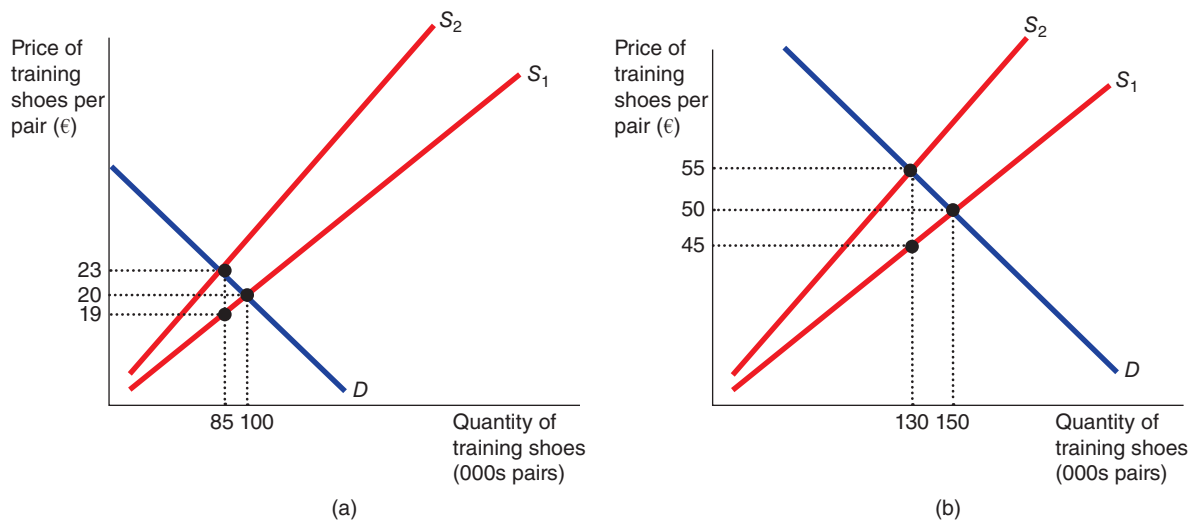 Price of
training
shoes per
pair (€)
S2
S1
23
20
19
D
85 100
Quantity of
training shoes
(000s pairs)
(a)
Price of
training
shoes per
pair (€)
S2
S1
55
50
45
D
130 150
Quantity of
training shoes
(000s pairs)
(b)